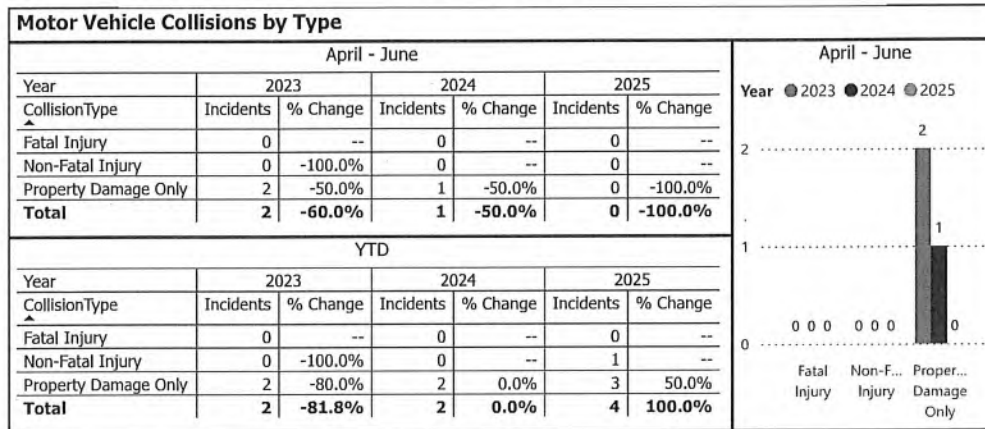 Motor Vehicle Collisions by Type
April - June
Year 2023 2024 2025
CollisionType Incidents % Change Incidents % Change Incidents % Change
Fatal Injury 0 -- 0 -- 0 --
Non-Fatal Injury 0 -100.0% 0 -- 0 --
Property Damage Only 2 -50.0% 1 -50.0% 0 -100.0%
Total 2 -60.0% 1 -50.0% 0 -100.0%
YTD
Year 2023 2024 2025
CollisionType Incidents % Change Incidents % Change Incidents % Change
Fatal Injury 0 -- 0 -- 0 --
Non-Fatal Injury 0 -100.0% 0 -- 1 --
Property Damage Only 2 -80.0% 2 0.0% 3 50.0%
Total 2 -81.8% 2 0.0% 4 100.0%
April - June
Year 2023 2024 2025
2
2
1
1
0 0 0 0 0 0 0
0
Fatal Non-F... Proper...
Injury Injury Damage
Only